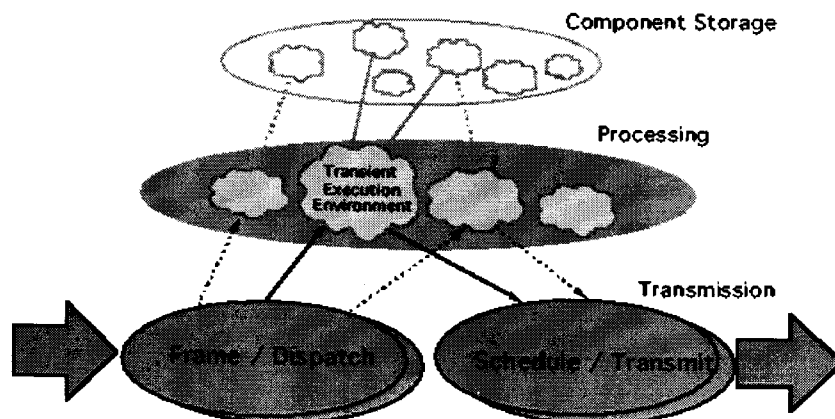 Component Storage
Processing
Transient
Execution
Environment
Transmission
Frame / Dispatch
Schedule / Transmit